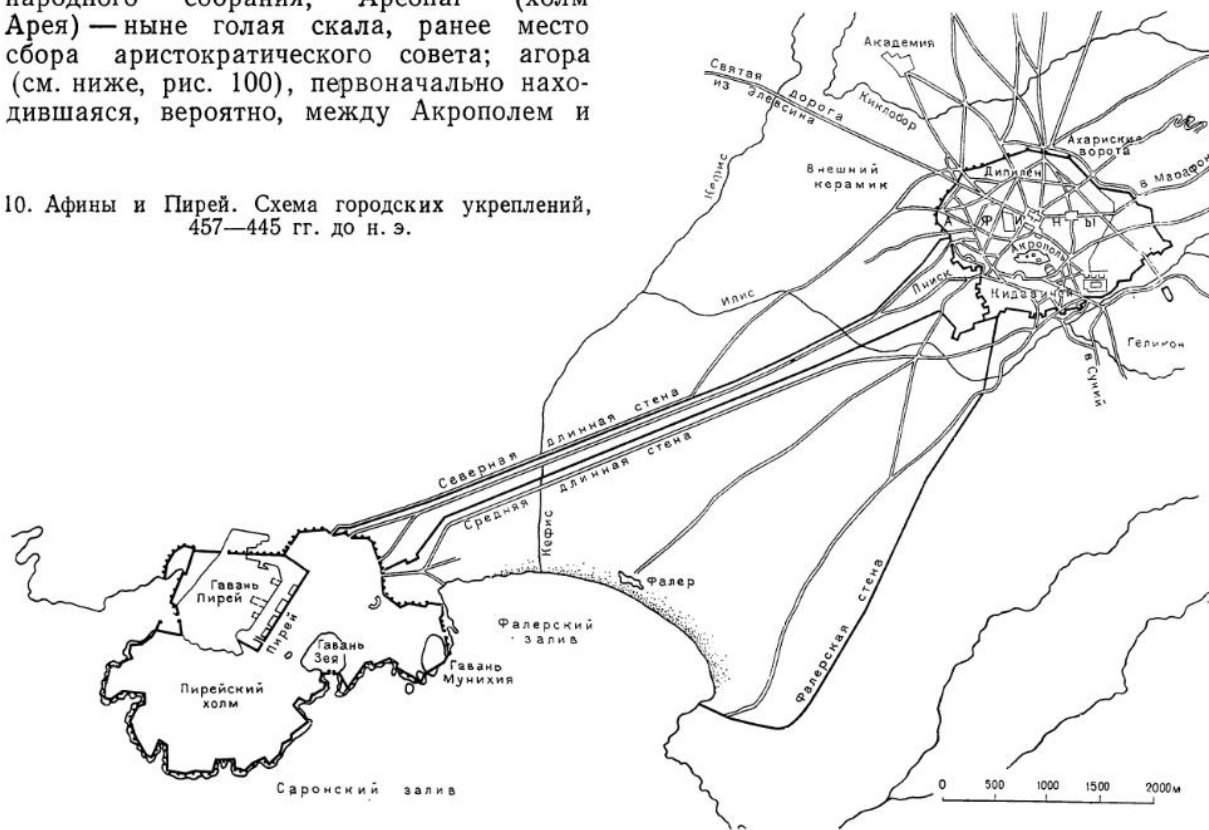 народного собрания, Ареопаг (холм
Арея) — ныне голая скала, ранее место
сбора аристократического совета; агора
(см. ниже, рис. 100), первоначально нахо-
дившаяся, вероятно, между Акрополем и
10. Афины и Пирей. Схема городских укреплений,
457—445 гг. до н. э.
Академия
Святая дорога
из Элевсина
Киклобор
Ахариские
ворота
Внешний
керамик
Дипилен
в Марафон
Кефис
АФИНЫ
Акрополь
Пниск
Илис
Геликон
в Суний
Северная длинная стена
Средняя длинная стена
Кефис
Фалер
Фалерская стена
Гавань
Пирей
Пирей
Гавань
Зея
Фалерский
залив
Гавань
Мунихия
Пирейский
холм
Саронский залив
0 500 1000 1500 2000м